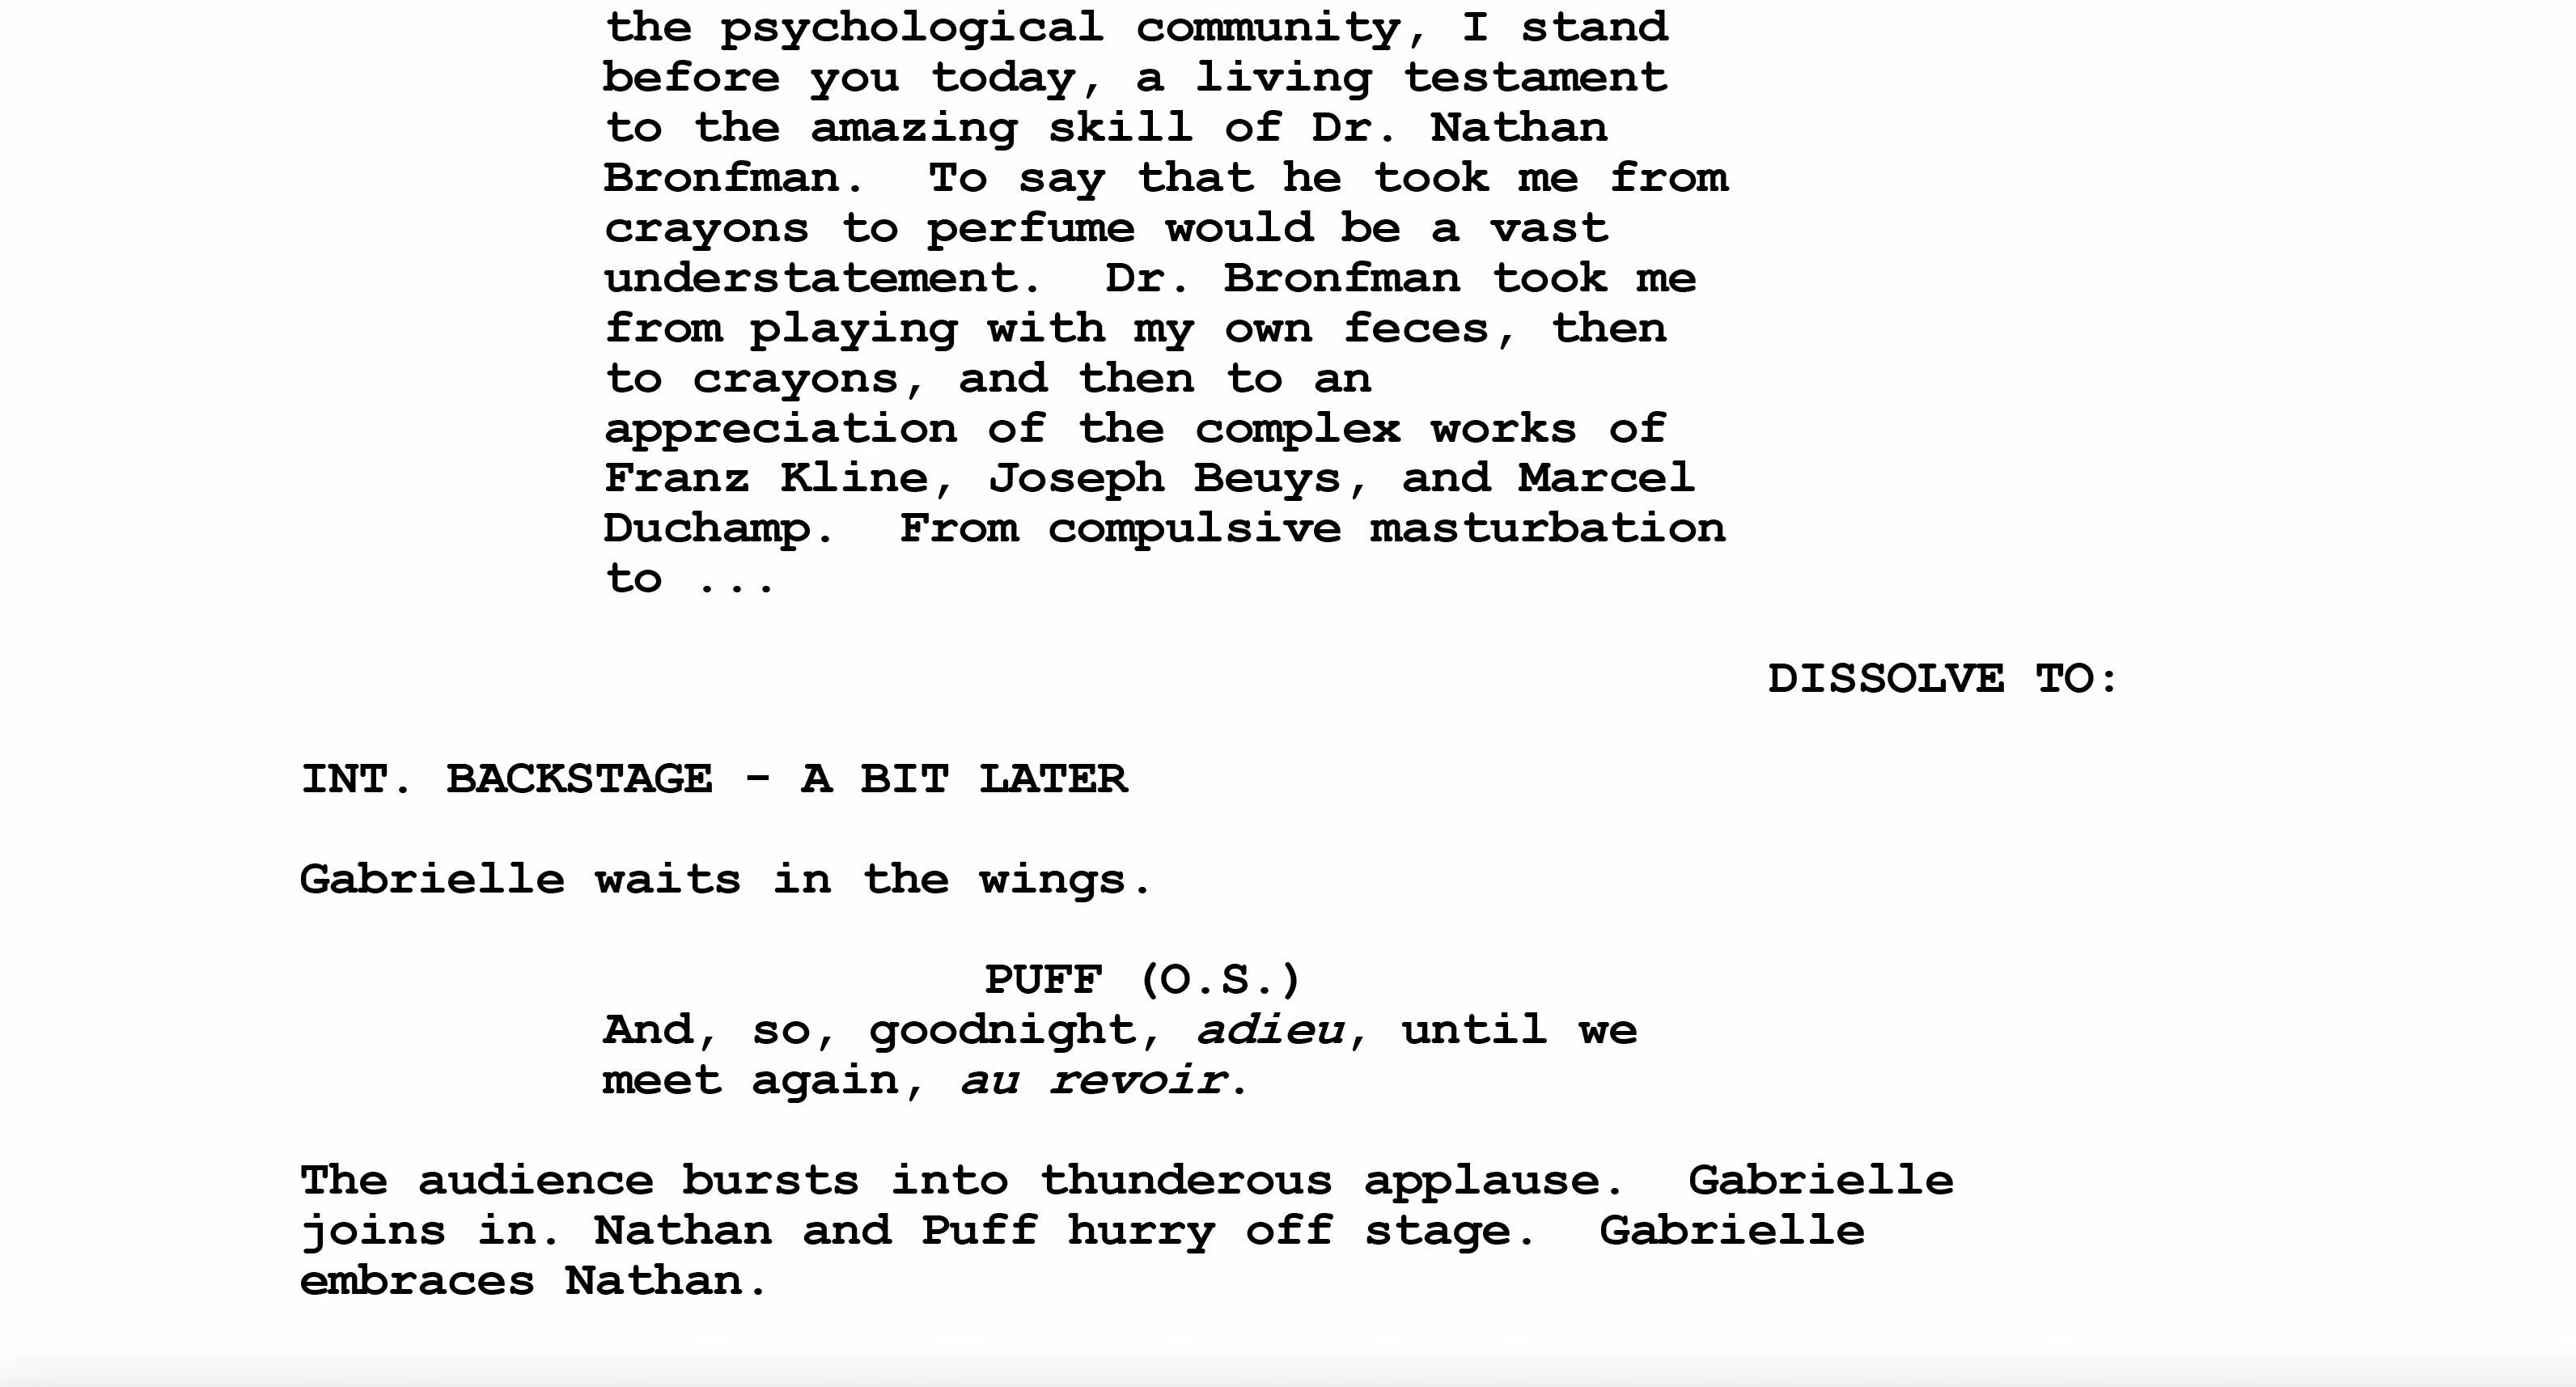 the psychological community, I stand
before you today, a living testament
to the amazing skill of Dr. Nathan
Bronfman.  To say that he took me from
crayons to perfume would be a vast
understatement.  Dr. Bronfman took me
from playing with my own feces, then
to crayons, and then to an
appreciation of the complex works of
Franz Kline, Joseph Beuys, and Marcel
Duchamp.  From compulsive masturbation
to ...
DISSOLVE TO:
INT. BACKSTAGE - A BIT LATER
Gabrielle waits in the wings.
PUFF (O.S.)
And, so, goodnight, adieu, until we
meet again, au revoir.
The audience bursts into thunderous applause.  Gabrielle
joins in. Nathan and Puff hurry off stage.  Gabrielle
embraces Nathan.